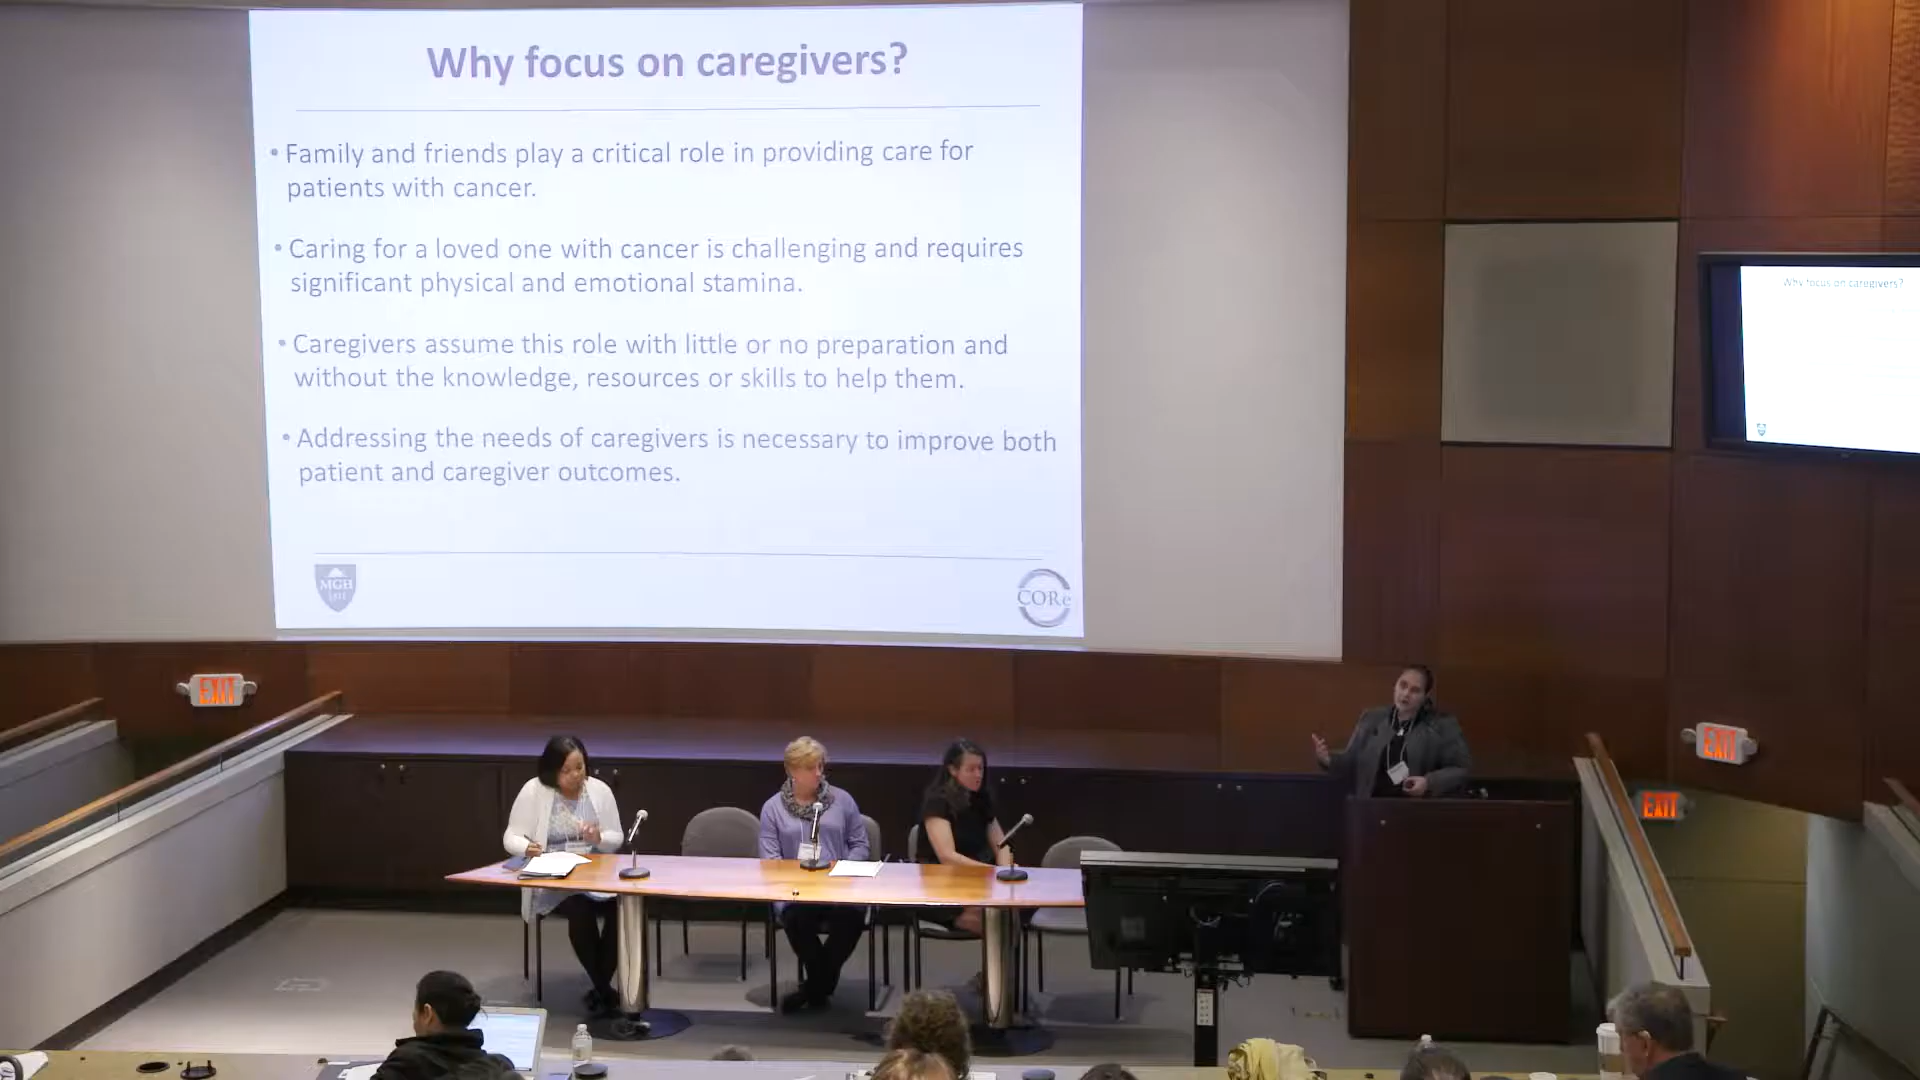 Why focus on caregivers?
• Family and friends play a critical role in providing care for
patients with cancer.
• Caring for a loved one with cancer is challenging and requires
significant physical and emotional stamina.
• Caregivers assume this role with little or no preparation and
without the knowledge, resources or skills to help them.
• Addressing the needs of caregivers is necessary to improve both
patient and caregiver outcomes.
MGH
1811
CORe
Why focus on caregivers?
EXIT
EXIT
EXIT